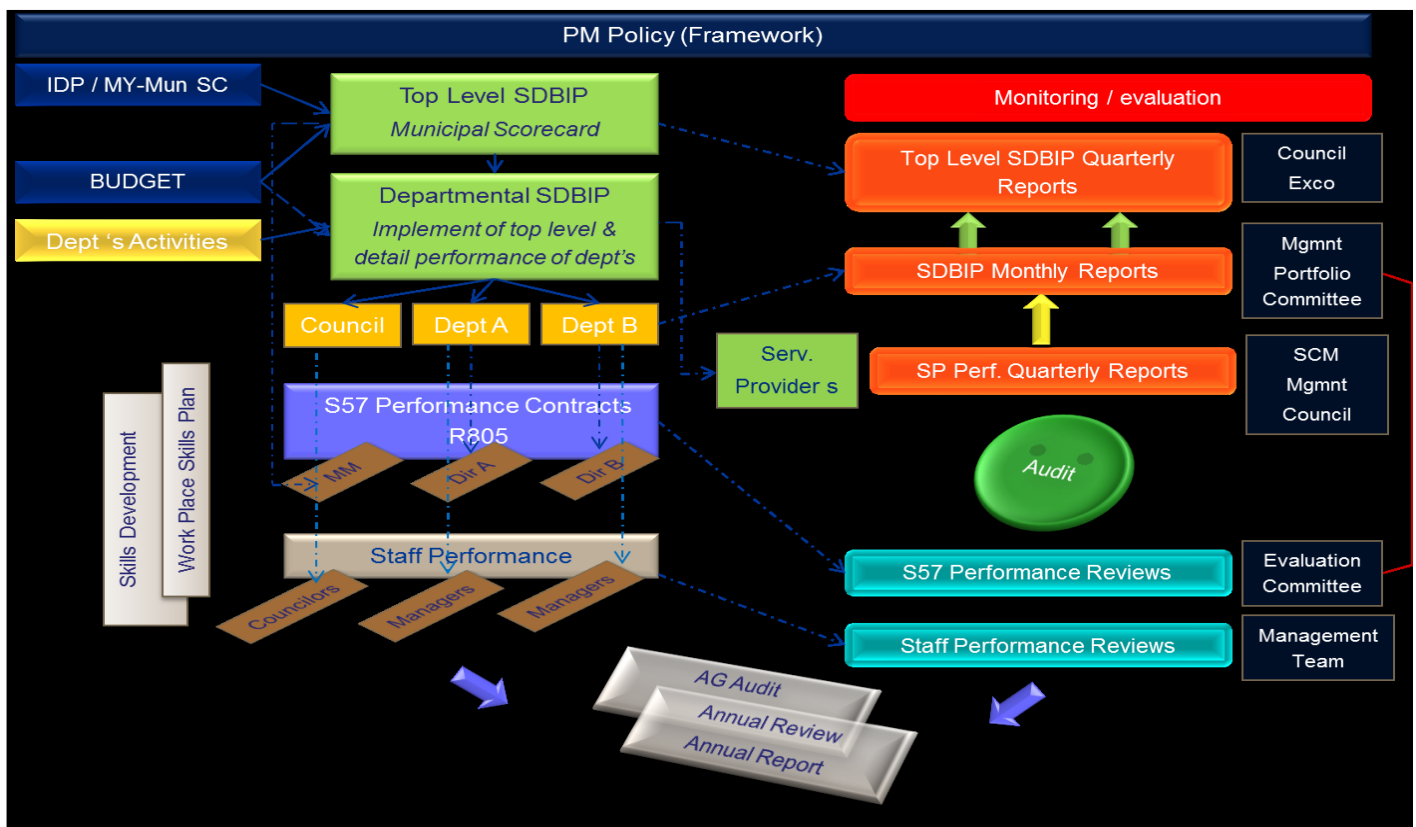 PM Policy (Framework)
IDP / MY-Mun SC
BUDGET
Dept ‘s Activities
Top Level SDBIP
Municipal Scorecard
Departmental SDBIP
Implement of top level &
detail performance of dept’s
Council
Dept A
Dept B
Serv.
Provider s
S57 Performance Contracts
R805
MM
Dir A
Dir B
Staff Performance
Councilors
Managers
Managers
Skills Development
Work Place Skills Plan
Monitoring / evaluation
Top Level SDBIP Quarterly
Reports
Council
Exco
SDBIP Monthly Reports
Mgmnt
Portfolio
Committee
SP Perf. Quarterly Reports
SCM
Mgmnt
Council
Audit
S57 Performance Reviews
Evaluation
Committee
Staff Performance Reviews
Management
Team
AG Audit
Annual Review
Annual Report